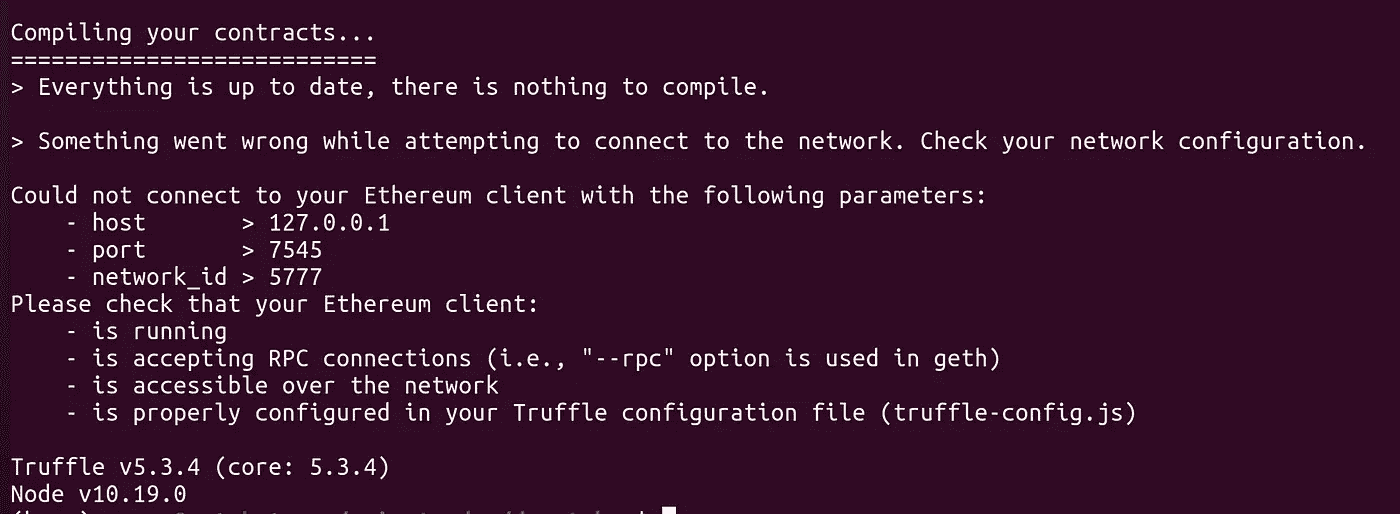 Compiling your contracts...
===========================
> Everything is up to date, there is nothing to compile.
> Something went wrong while attempting to connect to the network. Check your network configuration.
Could not connect to your Ethereum client with the following parameters:
    - host       > 127.0.0.1
    - port       > 7545
    - network_id > 5777
Please check that your Ethereum client:
    - is running
    - is accepting RPC connections (i.e., "--rpc" option is used in geth)
    - is accessible over the network
    - is properly configured in your Truffle configuration file (truffle-config.js)
Truffle v5.3.4 (core: 5.3.4)
Node v10.19.0